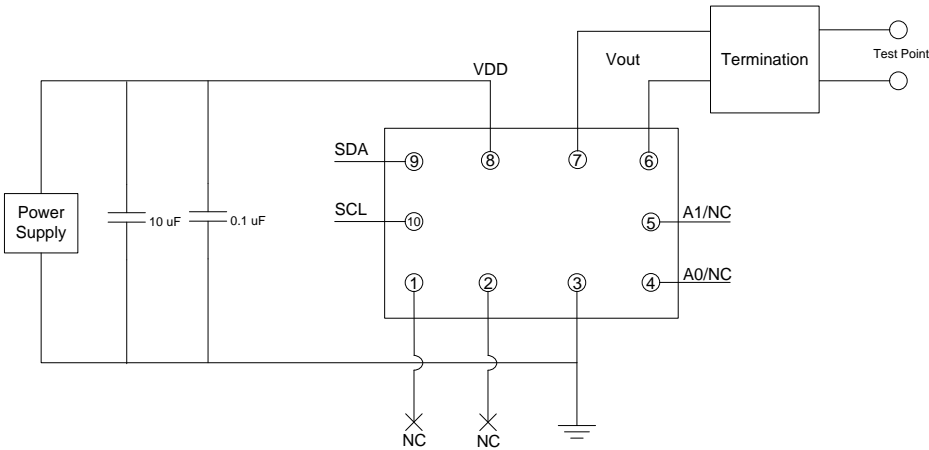 Vout
Termination
Test Point
VDD
SDA
9
8
7
6
Power
Supply
10 uF
0.1 uF
SCL
10
5
A1/NC
1
2
3
4
A0/NC
NC
NC